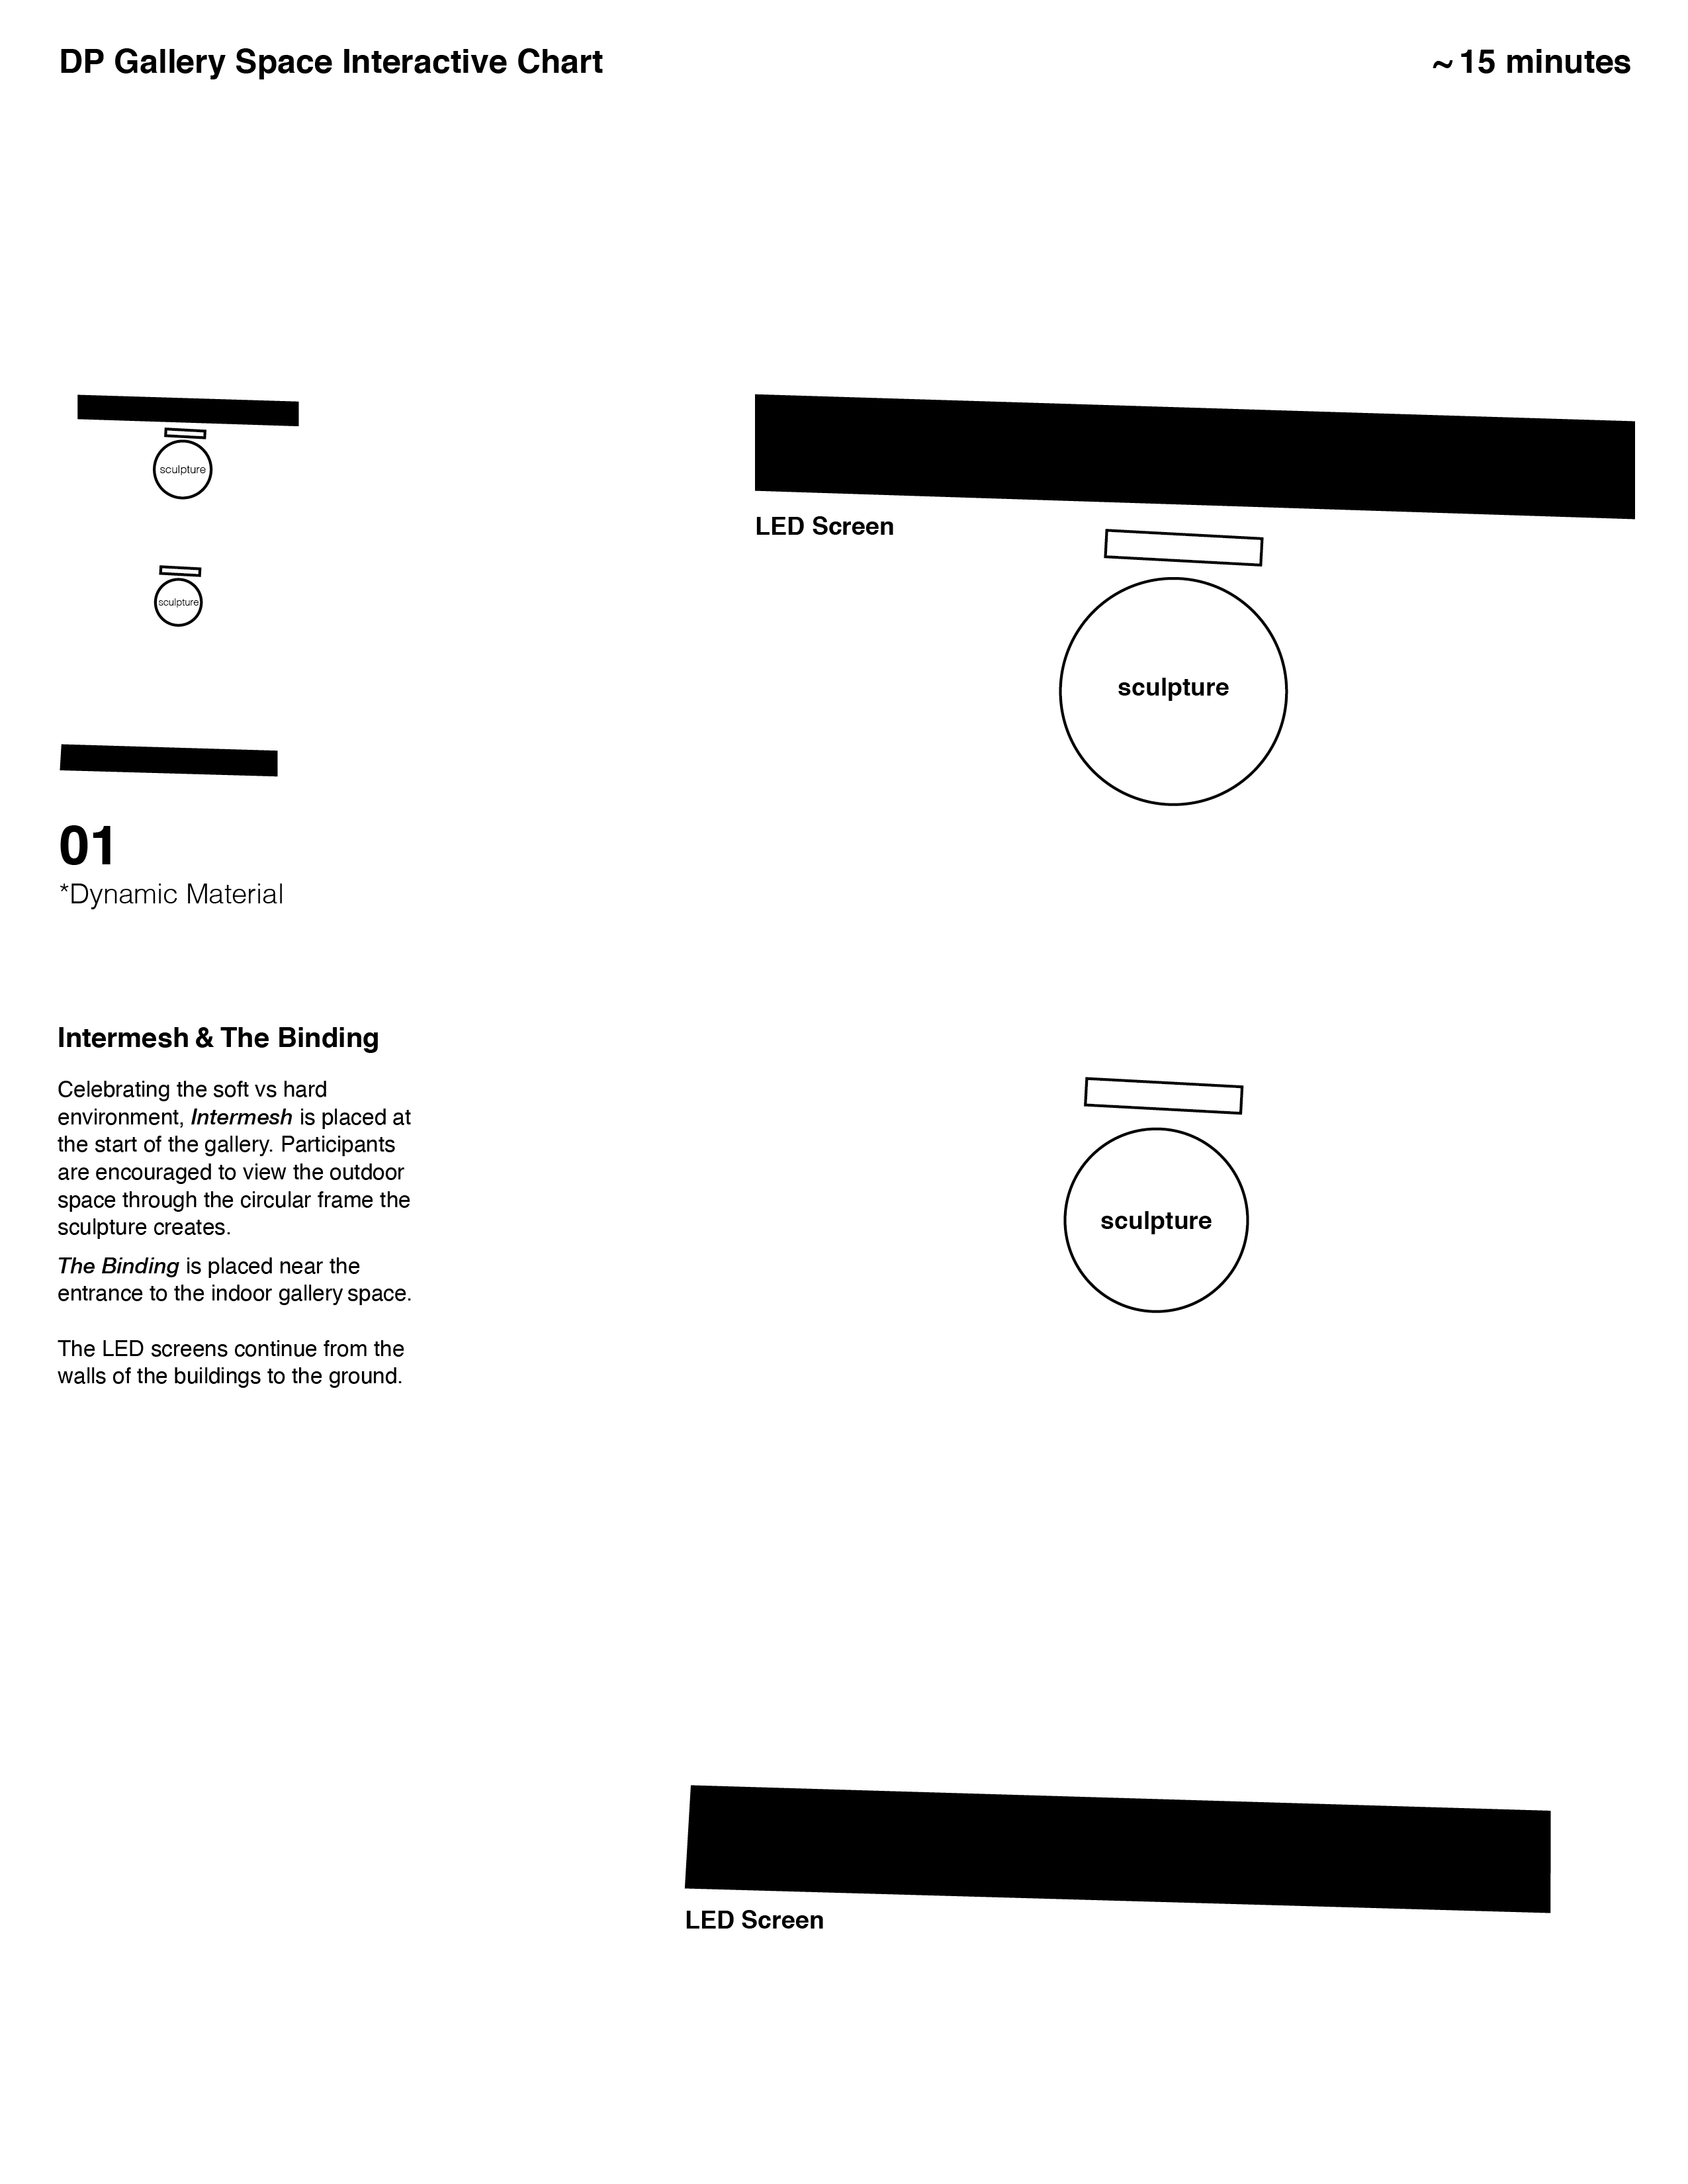 DP Gallery Space Interactive Chart
~ 15 minutes
sculpture
sculpture
01
*Dynamic Material
Intermesh & The Binding
Celebrating the soft vs hard
environment, Intermesh is placed at
the start of the gallery. Participants
are encouraged to view the outdoor
space through the circular frame the
sculpture creates.
The Binding is placed near the
entrance to the indoor gallery space.
The LED screens continue from the
walls of the buildings to the ground.
LED Screen
sculpture
sculpture
LED Screen